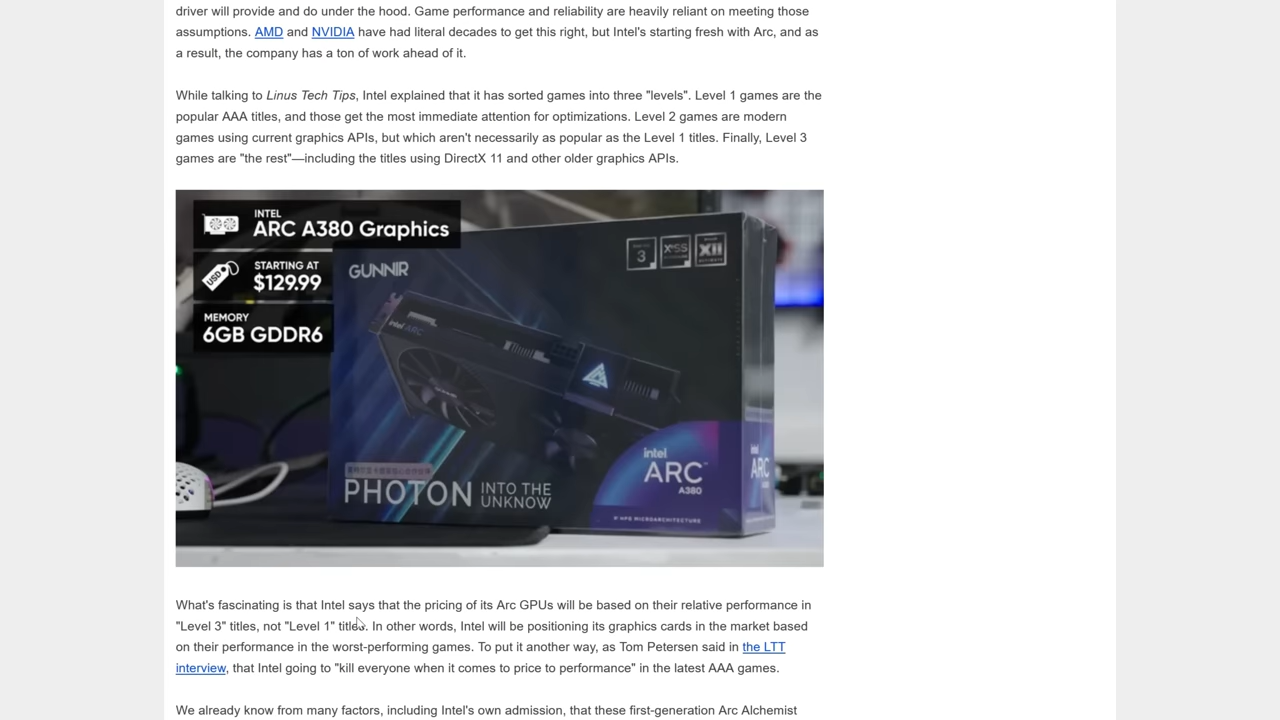 driver will provide and do under the hood. Game performance and reliability are heavily reliant on meeting those
assumptions. AMD and NVIDIA have had literal decades to get this right, but Intel's starting fresh with Arc, and as
a result, the company has a ton of work ahead of it.
While talking to Linus Tech Tips, Intel explained that it has sorted games into three "levels". Level 1 games are the
popular AAA titles, and those get the most immediate attention for optimizations. Level 2 games are modern
games using current graphics APIs, but which aren't necessarily as popular as the Level 1 titles. Finally, Level 3
games are "the rest"—including the titles using DirectX 11 and other older graphics APIs.
INTEL
ARC A380 Graphics
USD
STARTING AT
$129.99
MEMORY
6GB GDDR6
GUNNIR
3
XeSS
XII
intel ARC
PHOTON INTO THE
UNKNOW
intel
ARC™
A380
Xe HPG MICROARCHITECTURE
intel
ARC
A380
What's fascinating is that Intel says that the pricing of its Arc GPUs will be based on their relative performance in
"Level 3" titles, not "Level 1" titles. In other words, Intel will be positioning its graphics cards in the market based
on their performance in the worst-performing games. To put it another way, as Tom Petersen said in the LTT
interview, that Intel going to "kill everyone when it comes to price to performance" in the latest AAA games.
We already know from many factors, including Intel's own admission, that these first-generation Arc Alchemist